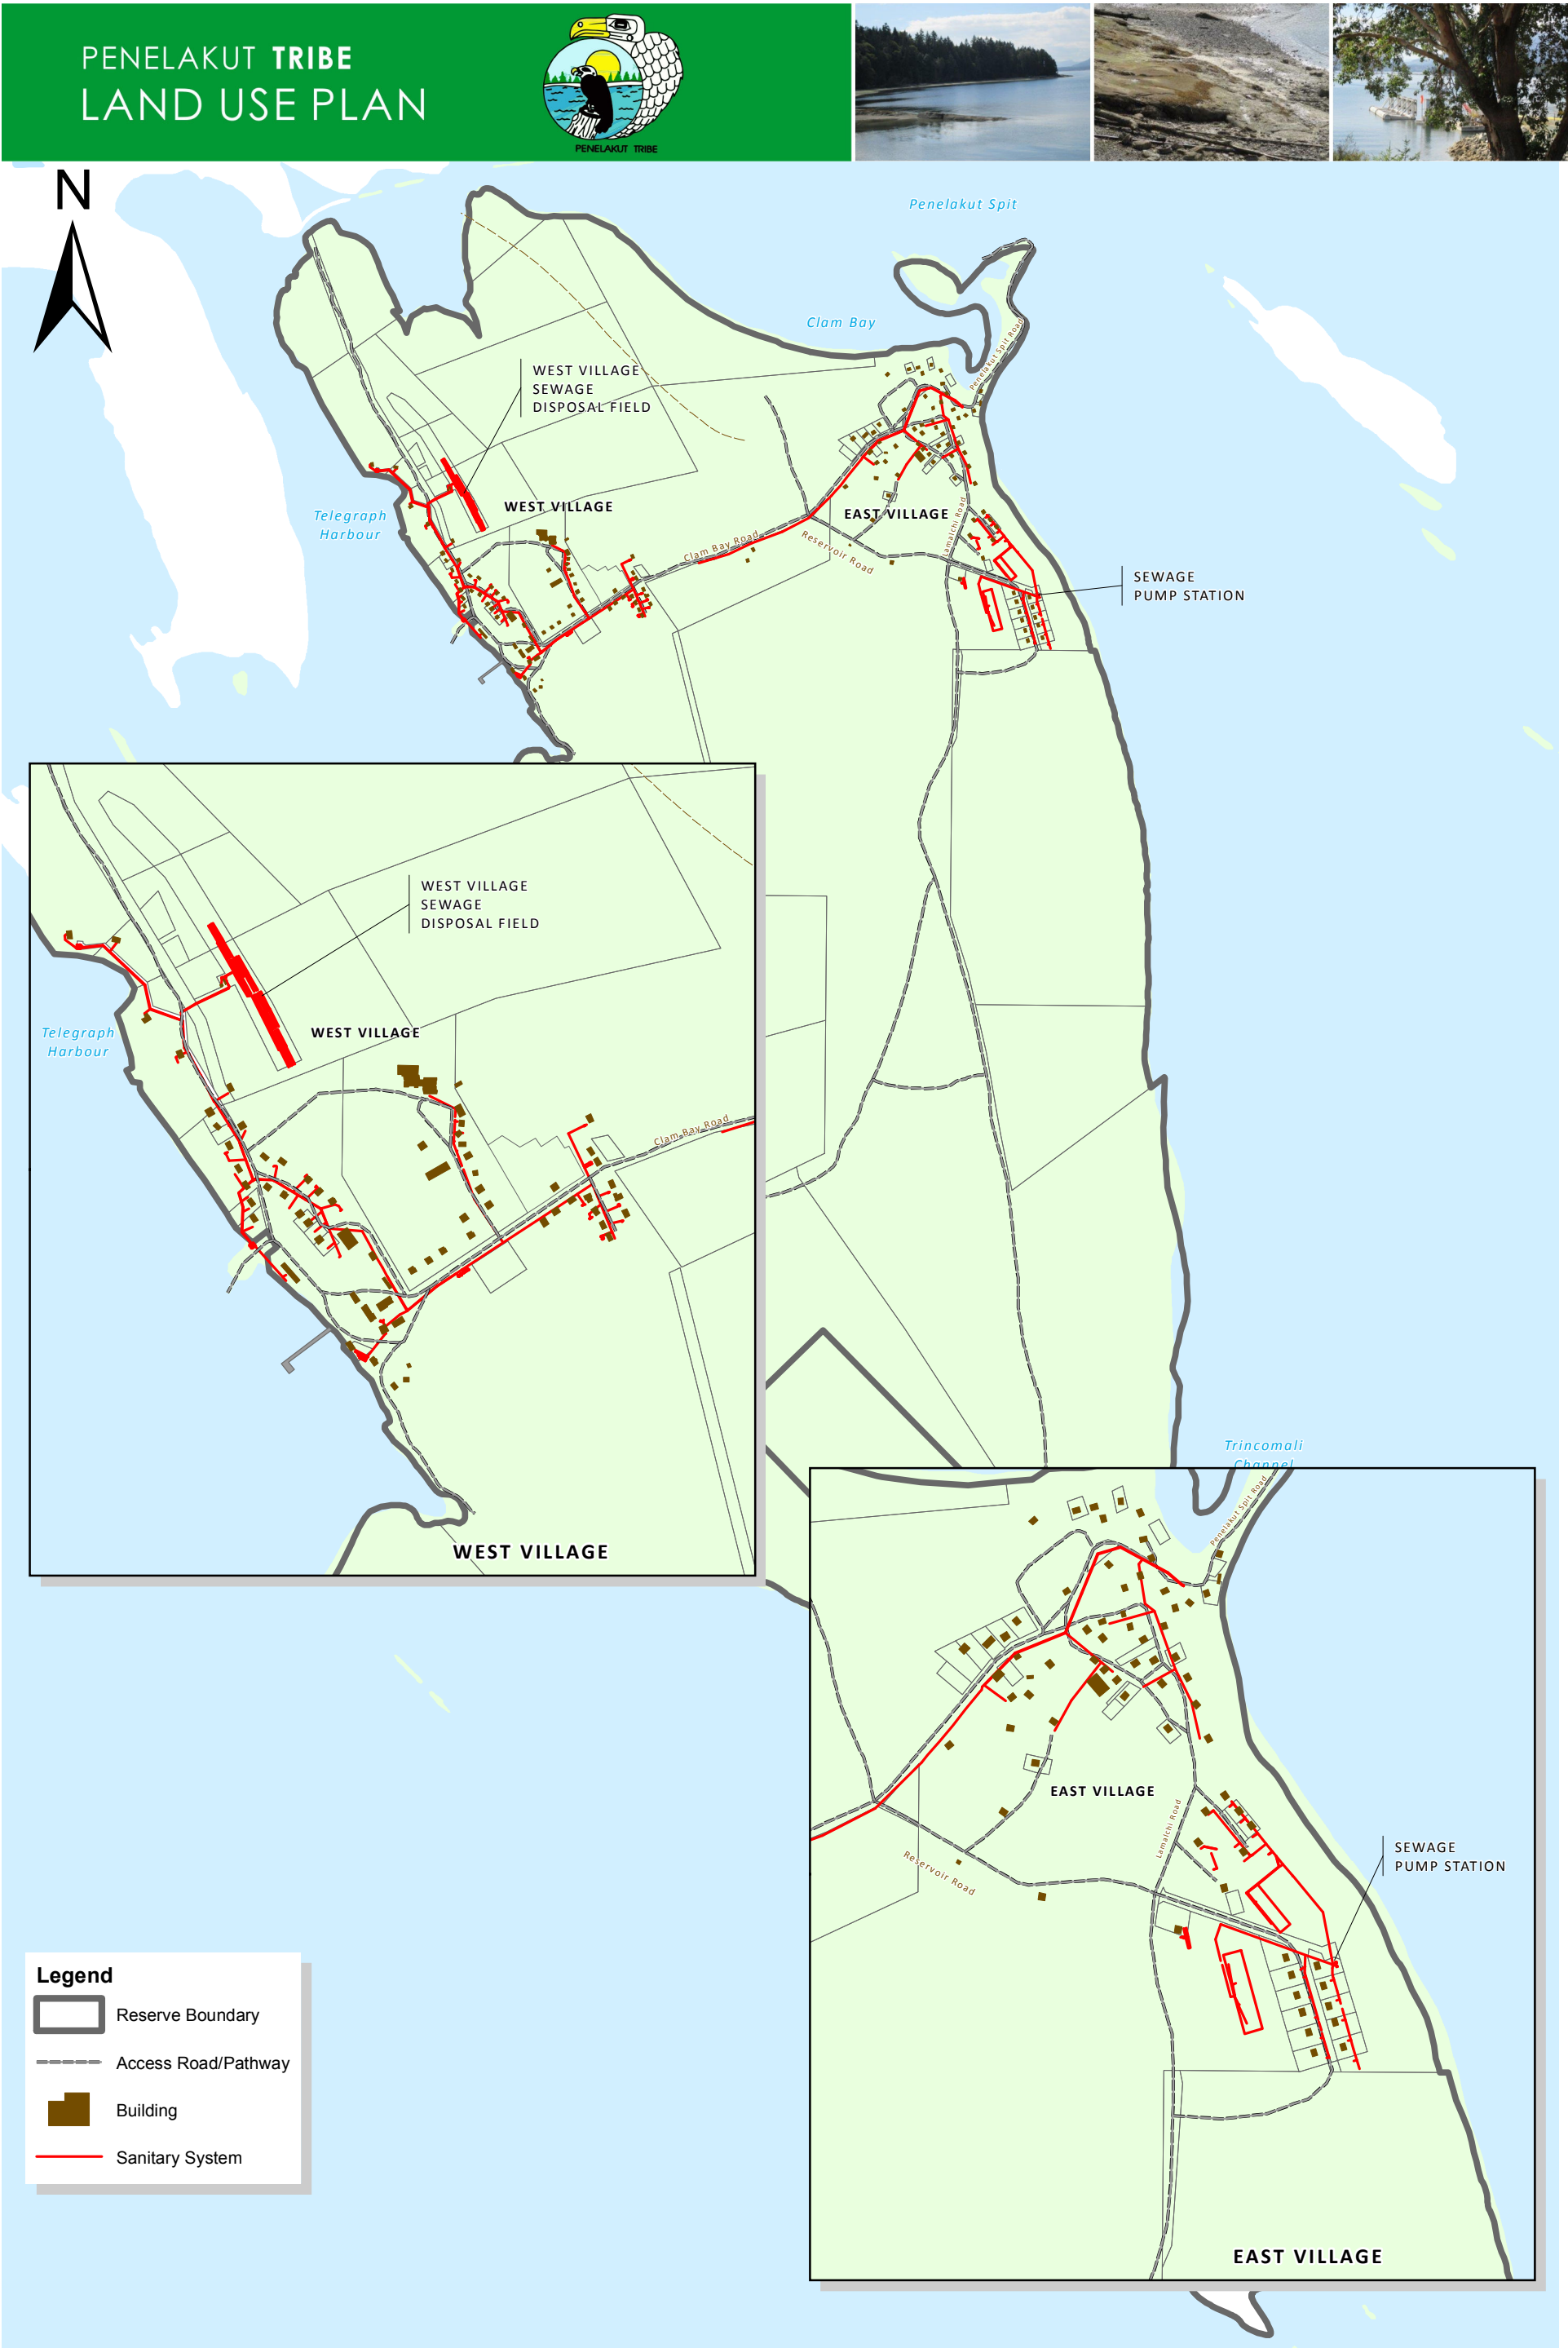 PENELAKUT TRIBE
LAND USE PLAN
PENELAKUT TRIBE
N
Penelakut Spit
Clam Bay
Penelakut Spit Road
WEST VILLAGE
SEWAGE
DISPOSAL FIELD
WEST VILLAGE
Telegraph
Harbour
EAST VILLAGE
Lamalchi Road
Clam Bay Road
Reservoir Road
SEWAGE
PUMP STATION
WEST VILLAGE
SEWAGE
DISPOSAL FIELD
WEST VILLAGE
Telegraph
Harbour
Clam Bay Road
WEST VILLAGE
Trincomali
Channel
Penelakut Spit Road
EAST VILLAGE
Lamalchi Road
Reservoir Road
SEWAGE
PUMP STATION
EAST VILLAGE
Legend
Reserve Boundary
Access Road/Pathway
Building
Sanitary System